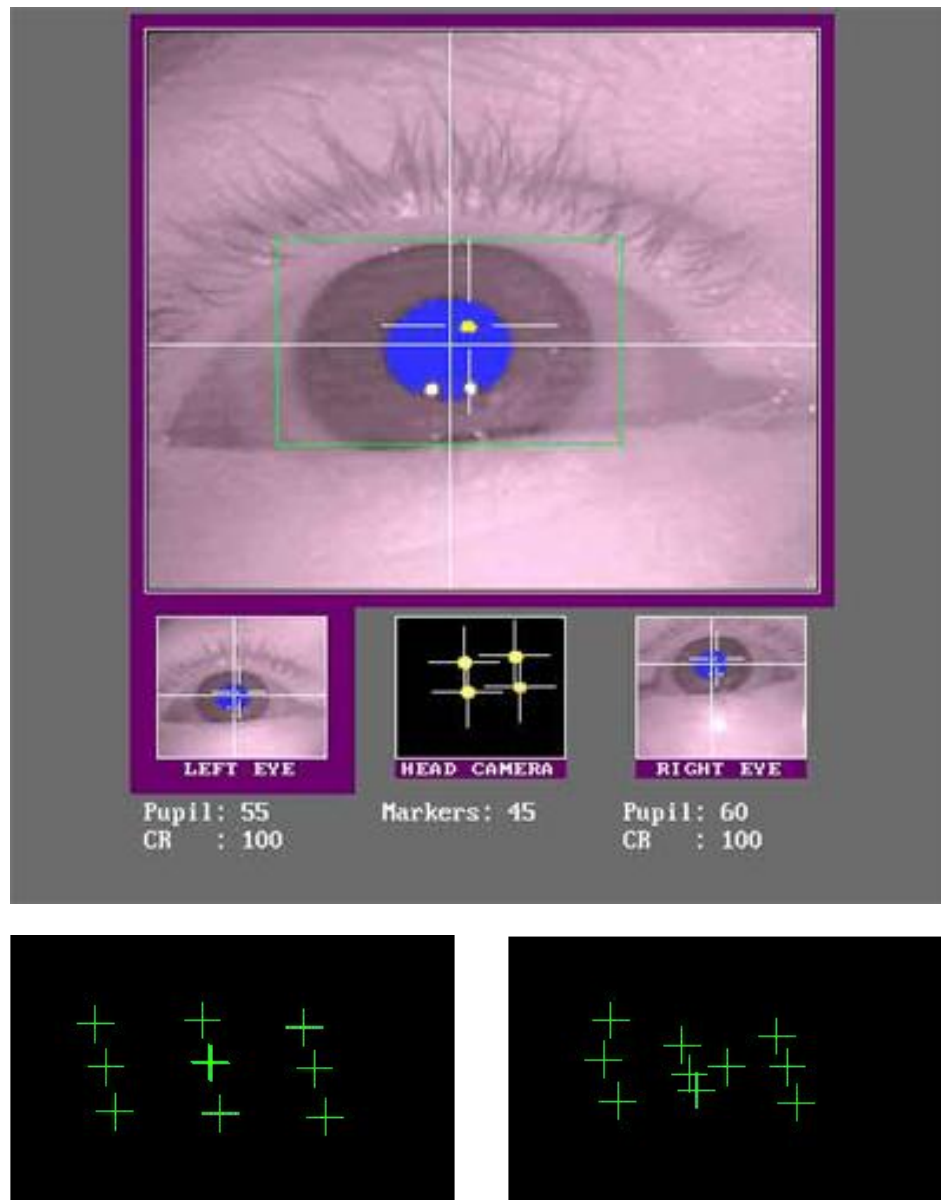 LEFT EYE
HEAD CAMERA
RIGHT EYE
Pupil: 55
Markers: 45
Pupil: 60
CR : 100
CR : 100